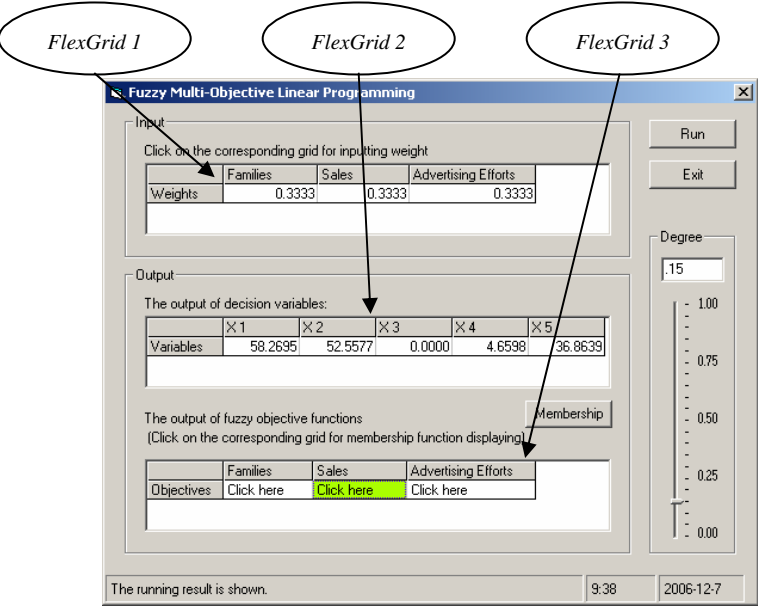 FlexGrid 1 FlexGrid 2 FlexGrid 3
Fuzzy Multi-Objective Linear Programming
Input
Click on the corresponding grid for inputting weight
Families Sales Advertising Efforts
Weights 0.3333 0.3333 0.3333
Run
Exit
Degree
.15
1.00
0.75
0.50
0.25
0.00
Output
The output of decision variables:
X 1 X 2 X 3 X 4 X 5
Variables 58.2695 52.5577 0.0000 4.6598 36.8639
Membership
The output of fuzzy objective functions
(Click on the corresponding grid for membership function displaying)
Families Sales Advertising Efforts
Objectives Click here Click here Click here
The running result is shown. 9:38 2006-12-7